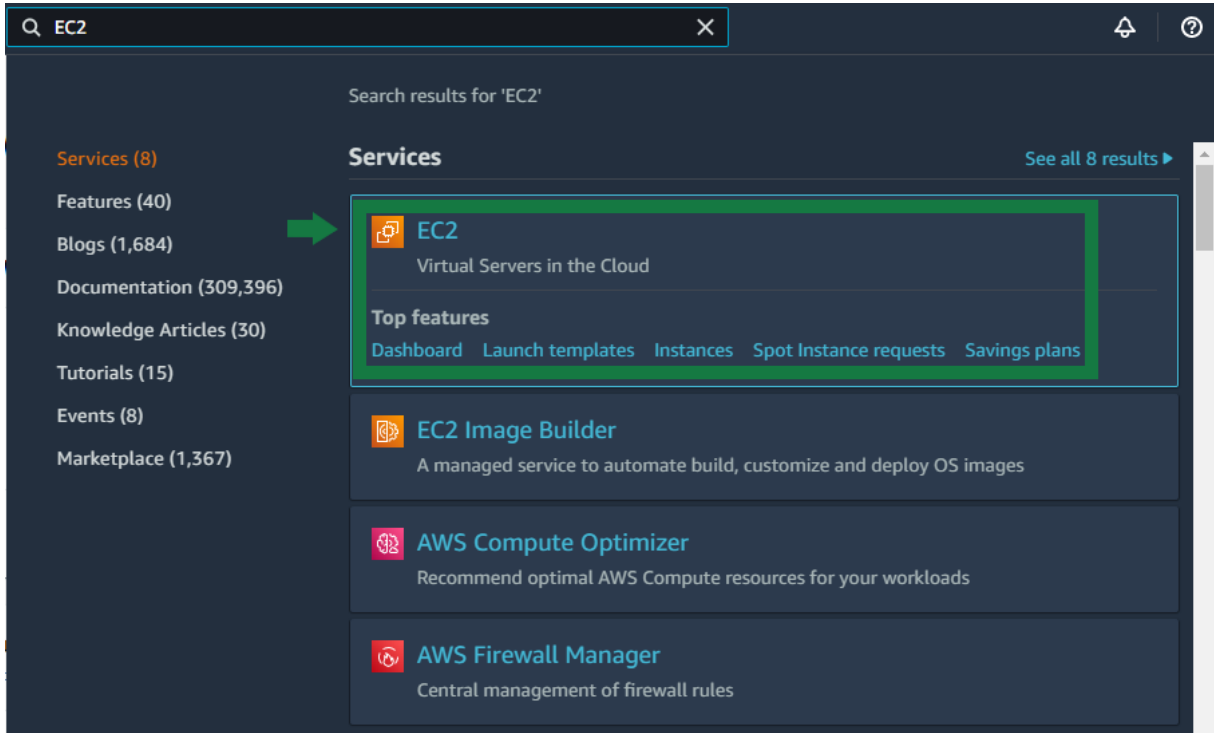 EC2
Search results for 'EC2'
Services (8)
Features (40)
Blogs (1,684)
Documentation (309,396)
Knowledge Articles (30)
Tutorials (15)
Events (8)
Marketplace (1,367)
Services
See all 8 results
EC2
Virtual Servers in the Cloud
Top features
Dashboard Launch templates Instances Spot Instance requests Savings plans
EC2 Image Builder
A managed service to automate build, customize and deploy OS images
AWS Compute Optimizer
Recommend optimal AWS Compute resources for your workloads
AWS Firewall Manager
Central management of firewall rules